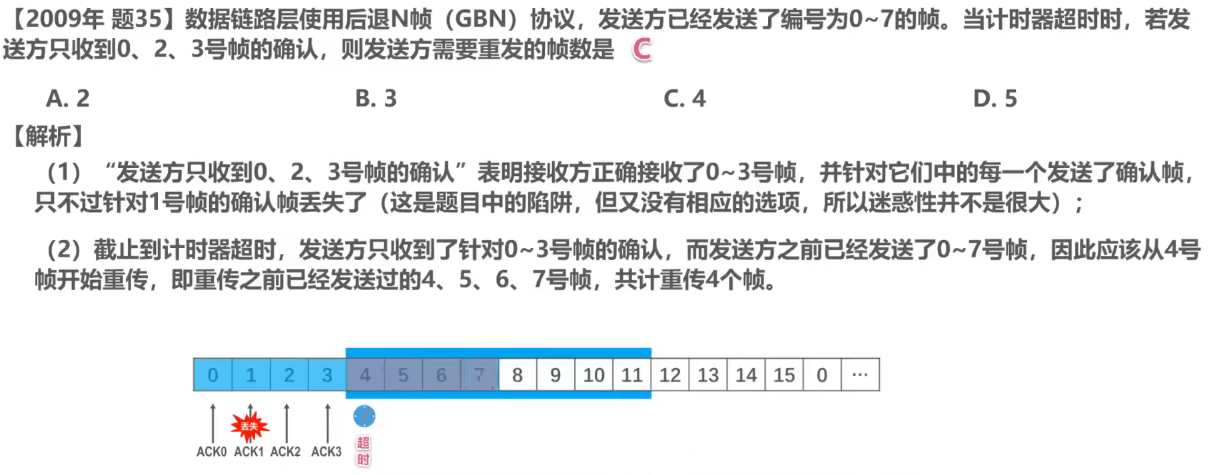 【2009年 题35】数据链路层使用后退N帧（GBN）协议，发送方已经发送了编号为0~7的帧。当计时器超时时，若发
送方只收到0、2、3号帧的确认，则发送方需要重发的帧数是 C
A. 2 B. 3 C. 4 D. 5
【解析】
（1）“发送方只收到0、2、3号帧的确认”表明接收方正确接收了0~3号帧，并针对它们中的每一个发送了确认帧，
只不过针对1号帧的确认帧丢失了（这是题目中的陷阱，但又没有相应的选项，所以迷惑性并不是很大）；
（2）截止到计时器超时，发送方只收到了针对0~3号帧的确认，而发送方之前已经发送了0~7号帧，因此应该从4号
帧开始重传，即重传之前已经发送过的4、5、6、7号帧，共计重传4个帧。
0 1 2 3 4 5 6 7 8 9 10 11 12 13 14 15 0 …
丢失
ACK0 ACK1 ACK2 ACK3
超
时